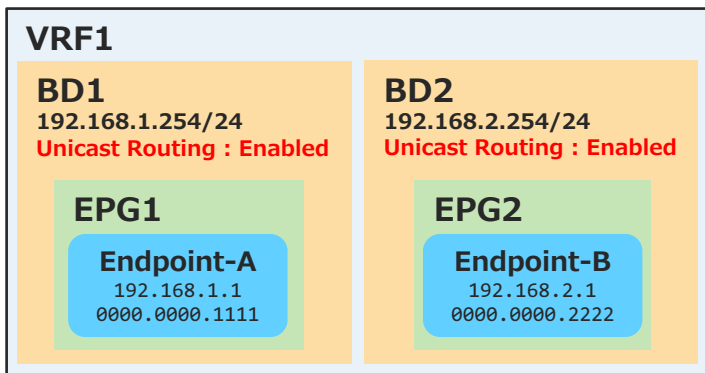 VRF1
BD1
192.168.1.254/24
Unicast Routing : Enabled
EPG1
Endpoint-A
192.168.1.1
0000.0000.1111
BD2
192.168.2.254/24
Unicast Routing : Enabled
EPG2
Endpoint-B
192.168.2.1
0000.0000.2222